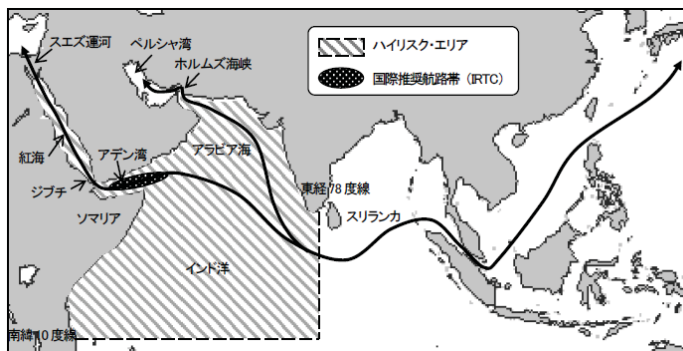 スエズ運河
ペルシャ湾
ホルムズ海峡
ハイリスク・エリア
国際推奨航路帯（IRTC）
紅海
アデン湾
アラビア海
ジブチ
東経78度線
ソマリア
スリランカ
インド洋
南緯10度線